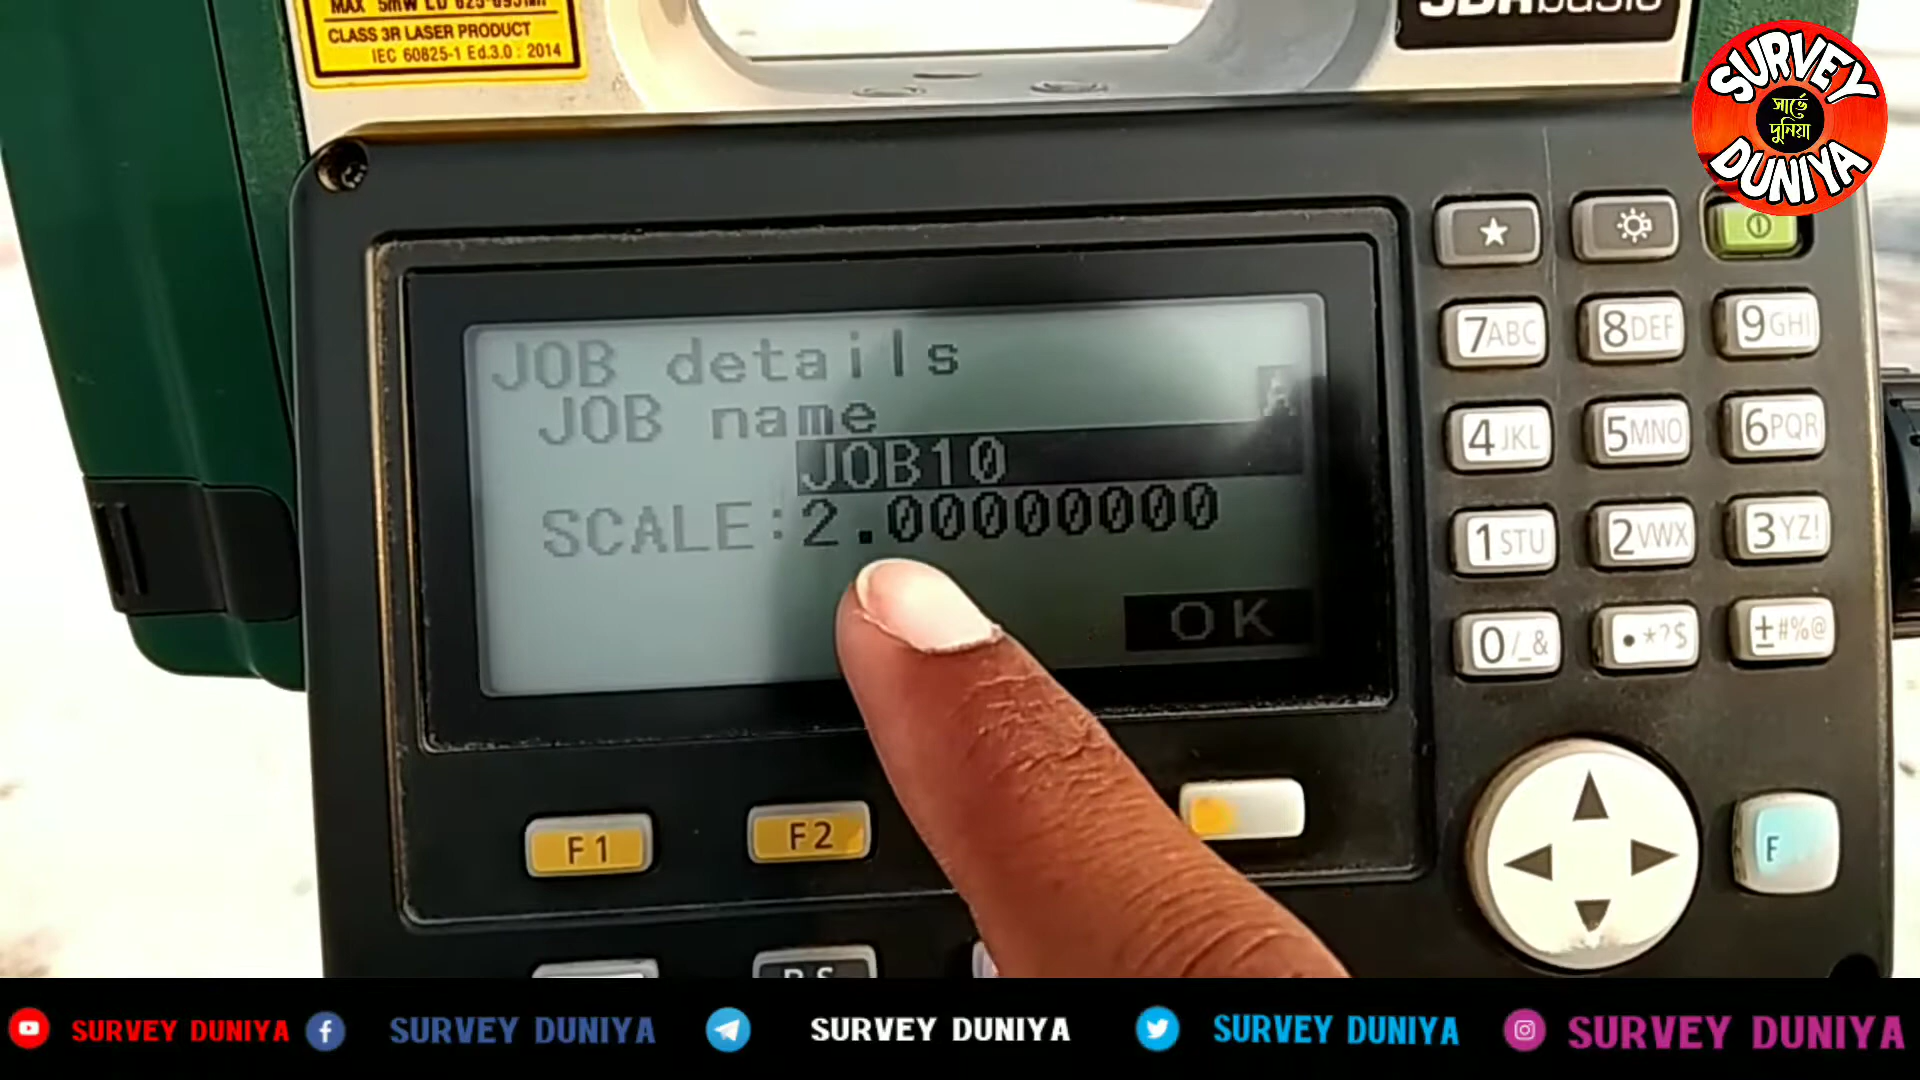 CLASS 3R LASER PRODUCT
IEC 60825-1 Ed.3.0 : 2014
SURVEY
সার্ভে
দুনিয়া
DUNIYA
JOB details
JOB name
A
JOB10
SCALE:2.00000000
OK
7ABC 8DEF 9GHI
4JKL 5MNO 6PQR
1STU 2VWX 3YZ!
0/_& •*?$ ±#%@
F1 F2
SURVEY DUNIYA SURVEY DUNIYA SURVEY DUNIYA SURVEY DUNIYA SURVEY DUNIYA